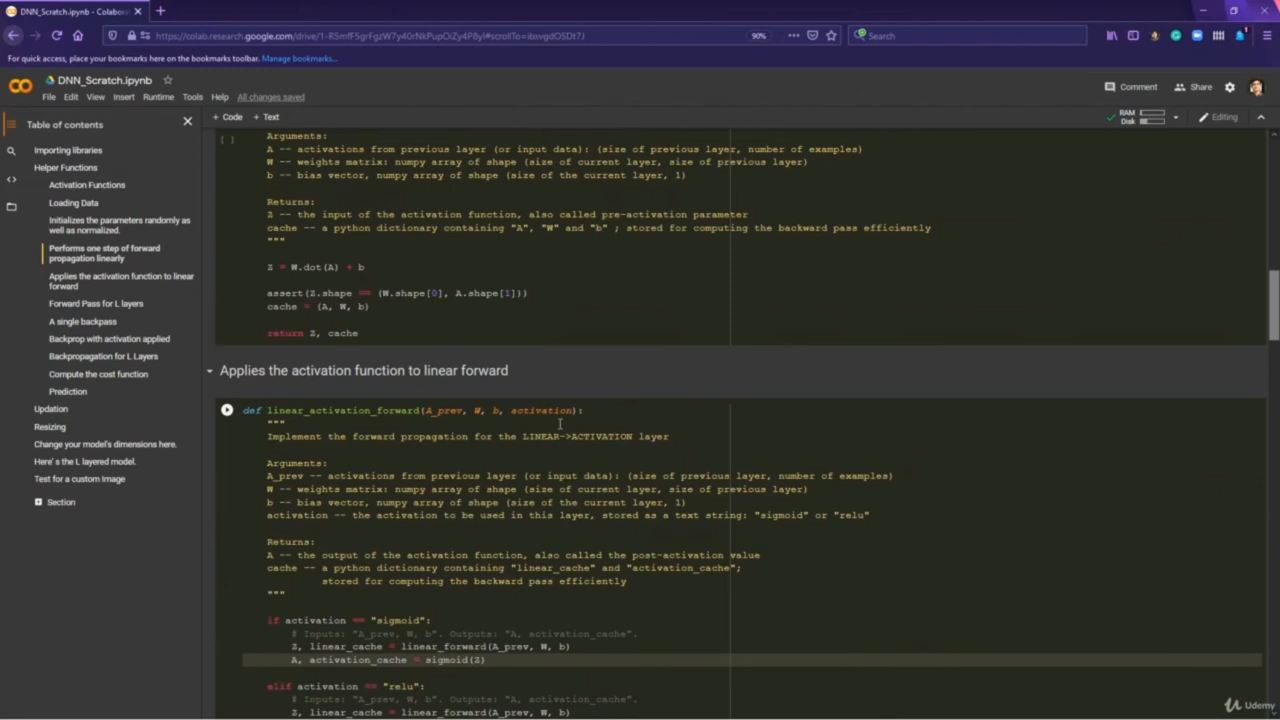 DNN_Scratch.ipynb - Colabora
https://colab.research.google.com/drive/1-R5mfF5grFgzW7y40rNkPupOiZy4P8yl#scrollTo=ibxvgdO5Dt7J
90%
Search
For quick access, place your bookmarks here on the bookmarks toolbar. Manage bookmarks...
DNN_Scratch.ipynb
File Edit View Insert Runtime Tools Help All changes saved
Comment Share
Table of contents
+ Code + Text
RAM
Disk
Editing
Importing libraries
Helper Functions
Activation Functions
Loading Data
Initializes the parameters randomly as
well as normalized.
Performs one step of forward
propagation linearly
Applies the activation function to linear
forward
Forward Pass for L layers
A single backpass
Backprop with activation applied
Backpropagation for L Layers
Compute the cost function
Prediction
Updation
Resizing
Change your model's dimensions here.
Here' s the L layered model.
Test for a custom Image
Section
[ ]
Arguments:
A -- activations from previous layer (or input data): (size of previous layer, number of examples)
W -- weights matrix: numpy array of shape (size of current layer, size of previous layer)
b -- bias vector, numpy array of shape (size of the current layer, 1)
Returns:
Z -- the input of the activation function, also called pre-activation parameter
cache -- a python dictionary containing "A", "W" and "b" ; stored for computing the backward pass efficiently
"""
Z = W.dot(A) + b
assert(Z.shape == (W.shape[0], A.shape[1]))
cache = (A, W, b)
return Z, cache
Applies the activation function to linear forward
def linear_activation_forward(A_prev, W, b, activation):
"""
Implement the forward propagation for the LINEAR->ACTIVATION layer
Arguments:
A_prev -- activations from previous layer (or input data): (size of previous layer, number of examples)
W -- weights matrix: numpy array of shape (size of current layer, size of previous layer)
b -- bias vector, numpy array of shape (size of the current layer, 1)
activation -- the activation to be used in this layer, stored as a text string: "sigmoid" or "relu"
Returns:
A -- the output of the activation function, also called the post-activation value
cache -- a python dictionary containing "linear_cache" and "activation_cache";
stored for computing the backward pass efficiently
"""
if activation == "sigmoid":
# Inputs: "A_prev, W, b". Outputs: "A, activation_cache".
Z, linear_cache = linear_forward(A_prev, W, b)
A, activation_cache = sigmoid(Z)
elif activation == "relu":
# Inputs: "A_prev, W, b". Outputs: "A, activation_cache".
Z, linear_cache = linear_forward(A_prev, W, b)
Udemy